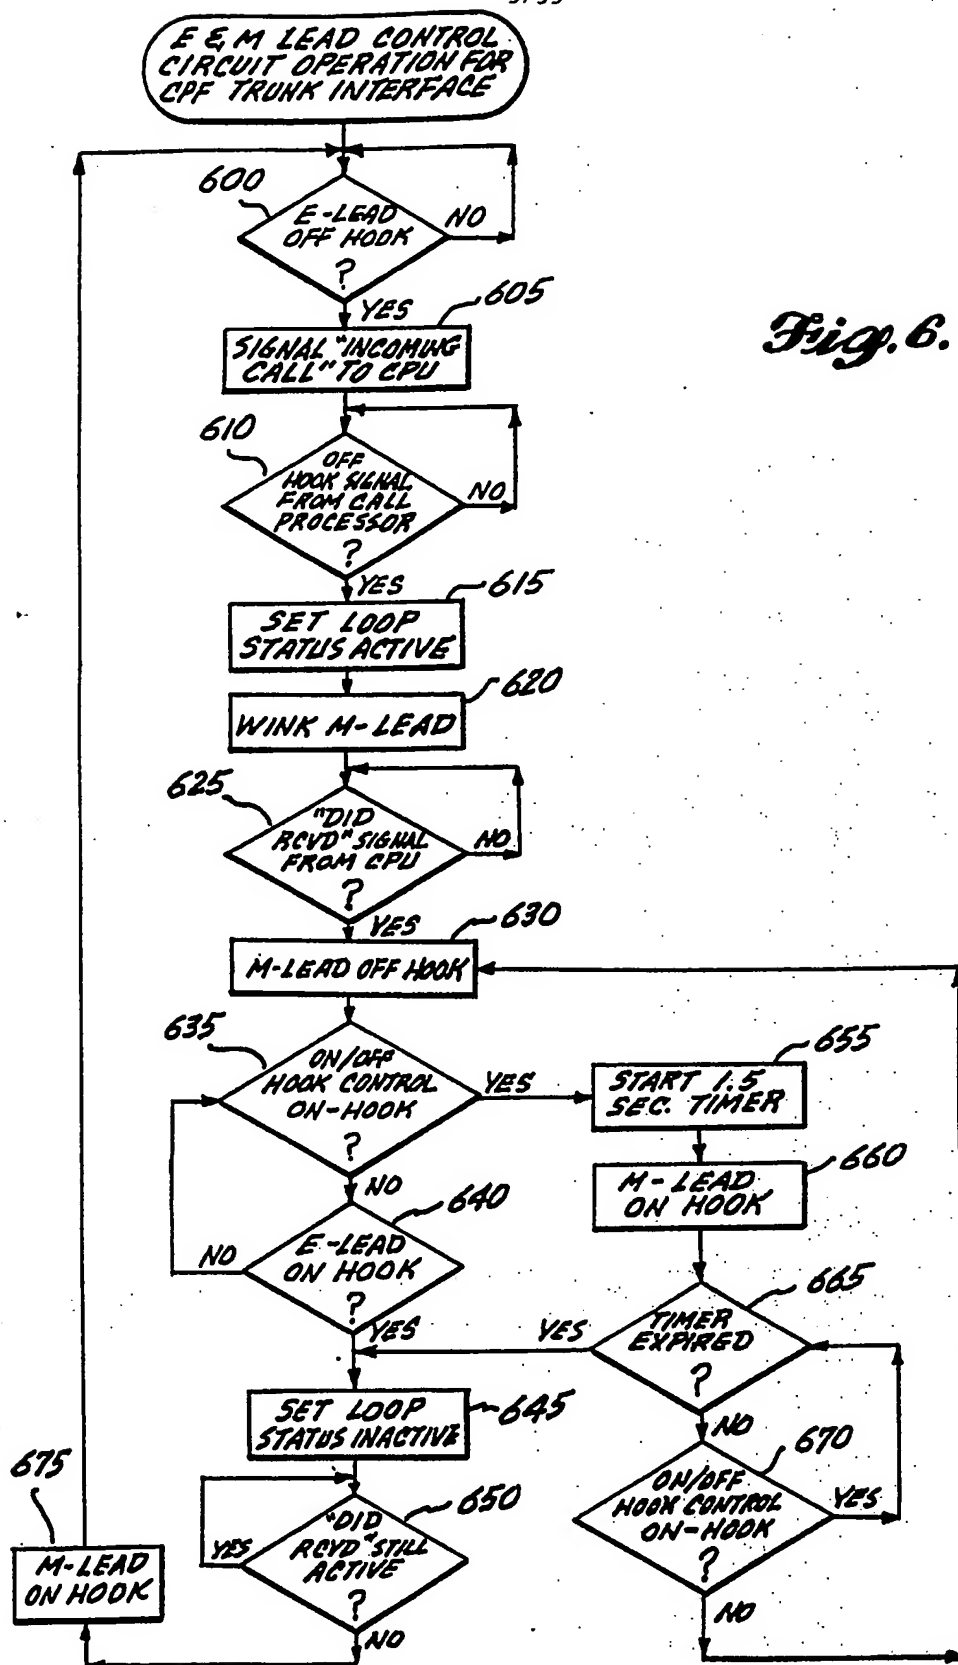 E & M LEAD CONTROL
CIRCUIT OPERATION FOR
CPF TRUNK INTERFACE
600
E-LEAD
OFF HOOK
?
NO
YES
605
SIGNAL "INCOMING
CALL" TO CPU
Fig. 6.
610
OFF
HOOK SIGNAL
FROM CALL
PROCESSOR
?
NO
YES
615
SET LOOP
STATUS ACTIVE
620
WINK M-LEAD
625
"DID
RCVD" SIGNAL
FROM CPU
?
NO
YES
630
M-LEAD OFF HOOK
635
ON/OFF
HOOK CONTROL
ON-HOOK
?
YES
NO
655
START 1.5
SEC. TIMER
660
M-LEAD
ON HOOK
640
E-LEAD
ON HOOK
?
NO
YES
665
TIMER
EXPIRED
?
YES
NO
645
SET LOOP
STATUS INACTIVE
670
ON/OFF
HOOK CONTROL
ON-HOOK
?
YES
NO
650
"DID
RCVD" STILL
ACTIVE
?
YES
NO
675
M-LEAD
ON HOOK